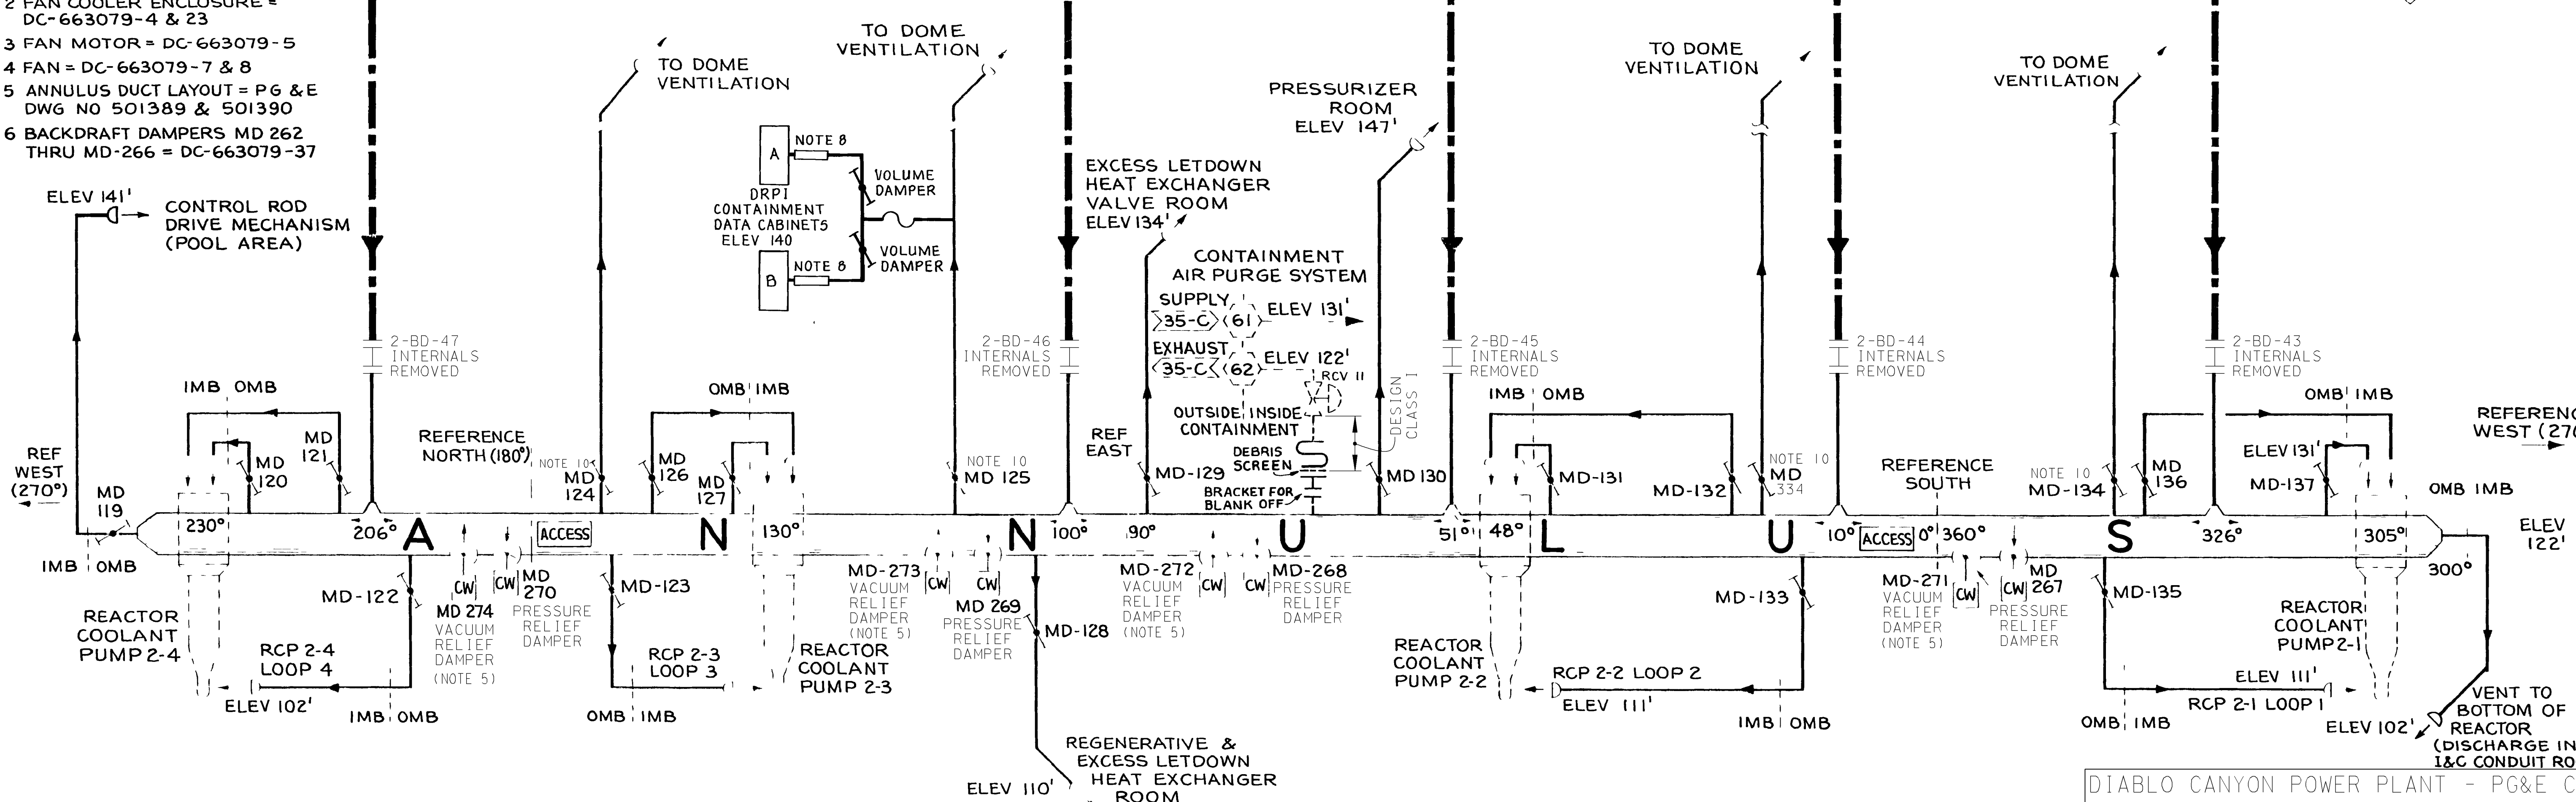 2 FAN COOLER ENCLOSURE =
DC-663079-4 & 23
3 FAN MOTOR = DC-663079-5
4 FAN = DC-663079-7 & 8
5 ANNULUS DUCT LAYOUT = PG & E
DWG NO 501389 & 501390
6 BACKDRAFT DAMPERS MD 262
THRU MD-266 = DC-663079-37
ELEV 141'
CONTROL ROD
DRIVE MECHANISM
(POOL AREA)
TO DOME
VENTILATION
TO DOME
VENTILATION
A
NOTE 8
VOLUME
DAMPER
DRPI
CONTAINMENT
DATA CABINETS
ELEV 140
VOLUME
DAMPER
B
NOTE 8
EXCESS LETDOWN
HEAT EXCHANGER
VALVE ROOM
ELEV 134'
PRESSURIZER
ROOM
ELEV 147'
TO DOME
VENTILATION
TO DOME
VENTILATION
CONTAINMENT
AIR PURGE SYSTEM
SUPPLY
35-C
61
ELEV 131'
EXHAUST
35-C
62
ELEV 122'
RCV 11
OUTSIDE INSIDE
CONTAINMENT
DESIGN
CLASS I
DEBRIS
SCREEN
BRACKET FOR
BLANK OFF
2-BD-47
INTERNALS
REMOVED
2-BD-46
INTERNALS
REMOVED
2-BD-45
INTERNALS
REMOVED
2-BD-44
INTERNALS
REMOVED
2-BD-43
INTERNALS
REMOVED
IMB OMB
OMB IMB
IMB OMB
OMB IMB
REF
WEST
(270°)
MD
119
MD
120
MD
121
REFERENCE
NORTH (180°)
NOTE 10
MD
124
MD
126
MD
127
NOTE 10
MD 125
REF
EAST
MD-129
MD 130
MD-131
MD-132
NOTE 10
MD
334
REFERENCE
SOUTH
NOTE 10
MD-134
MD
136
ELEV 131'
MD-137
OMB IMB
REFERENC
WEST (27
ELEV
122'
IMB OMB
230°
206°
A
ACCESS
N
130°
N
100°
90°
U
51°
48°
L
U
10°
ACCESS
0°
360°
S
326°
305°
300°
REACTOR
COOLANT
PUMP 2-4
MD-122
CW
MD 274
VACUUM
RELIEF
DAMPER
(NOTE 5)
CW
MD
270
PRESSURE
RELIEF
DAMPER
MD-123
RCP 2-4
LOOP 4
ELEV 102'
IMB OMB
RCP 2-3
LOOP 3
OMB IMB
REACTOR
COOLANT
PUMP 2-3
MD-273
VACUUM
RELIEF
DAMPER
(NOTE 5)
CW
CW
MD 269
PRESSURE
RELIEF
DAMPER
MD-128
ELEV 110'
REGENERATIVE &
EXCESS LETDOWN
HEAT EXCHANGER
ROOM
MD-272
VACUUM
RELIEF
DAMPER
(NOTE 5)
CW
CW
MD-268
PRESSURE
RELIEF
DAMPER
REACTOR
COOLANT
PUMP 2-2
RCP 2-2 LOOP 2
ELEV 111'
MD-133
IMB OMB
MD-271
VACUUM
RELIEF
DAMPER
(NOTE 5)
CW
CW
MD
267
PRESSURE
RELIEF
DAMPER
MD-135
REACTOR
COOLANT
PUMP 2-1
ELEV 111'
RCP 2-1 LOOP 1
OMB IMB
ELEV 102'
VENT TO
BOTTOM OF
REACTOR
(DISCHARGE IN
I&C CONDUIT RO
DIABLO CANYON POWER PLANT - PG&E C